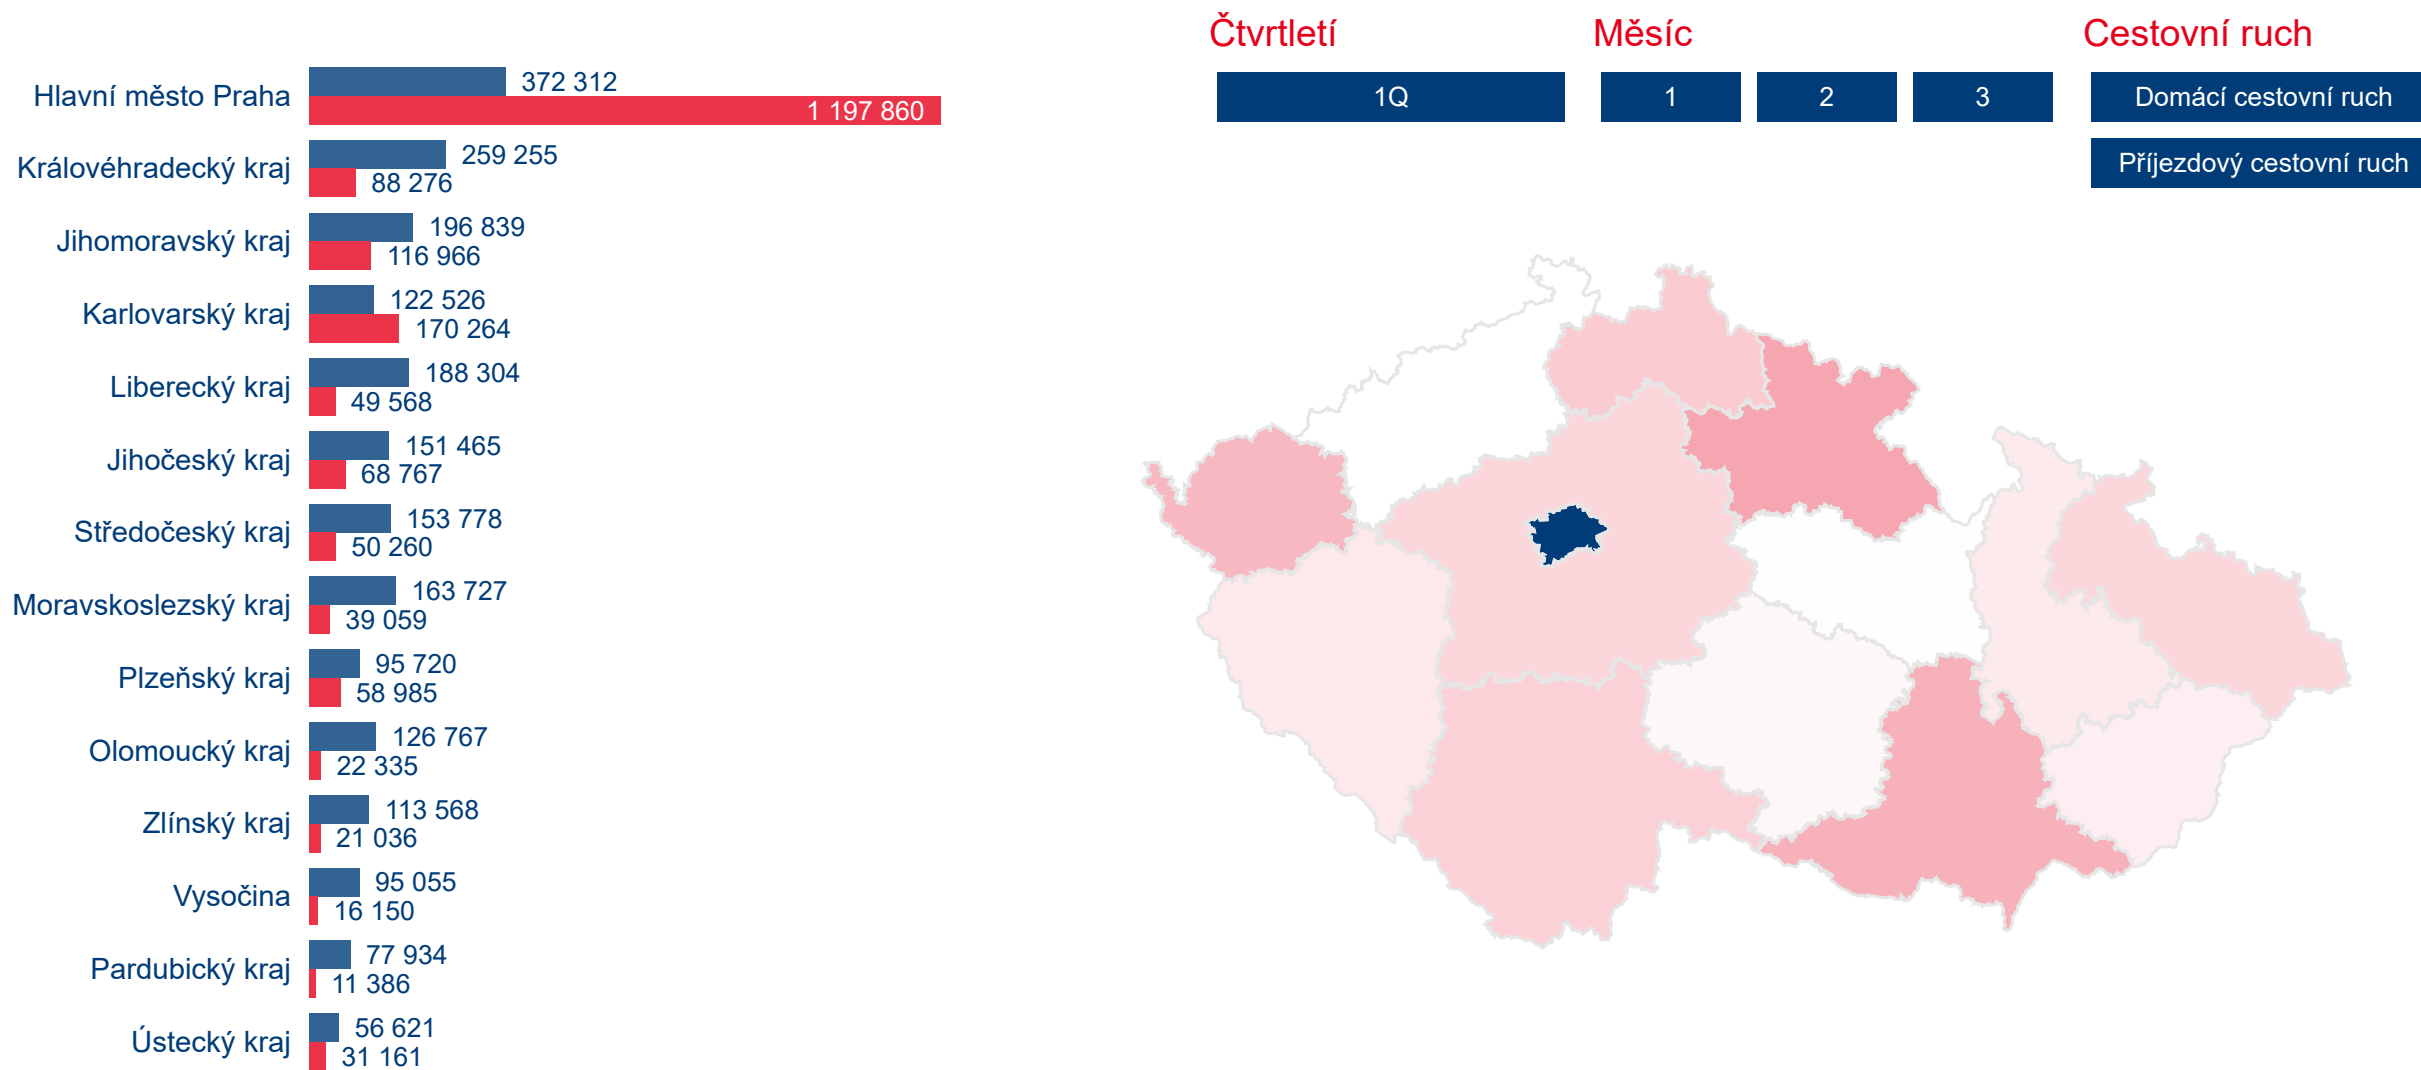 Čtvrtletí
Měsíc
Cestovní ruch
1Q
1
2
3
Domácí cestovní ruch
Příjezdový cestovní ruch
Hlavní město Praha
372 312
1 197 860
Královéhradecký kraj
259 255
88 276
Jihomoravský kraj
196 839
116 966
Karlovarský kraj
122 526
170 264
Liberecký kraj
188 304
49 568
Jihočeský kraj
151 465
68 767
Středočeský kraj
153 778
50 260
Moravskoslezský kraj
163 727
39 059
Plzeňský kraj
95 720
58 985
Olomoucký kraj
126 767
22 335
Zlínský kraj
113 568
21 036
Vysočina
95 055
16 150
Pardubický kraj
77 934
11 386
Ústecký kraj
56 621
31 161